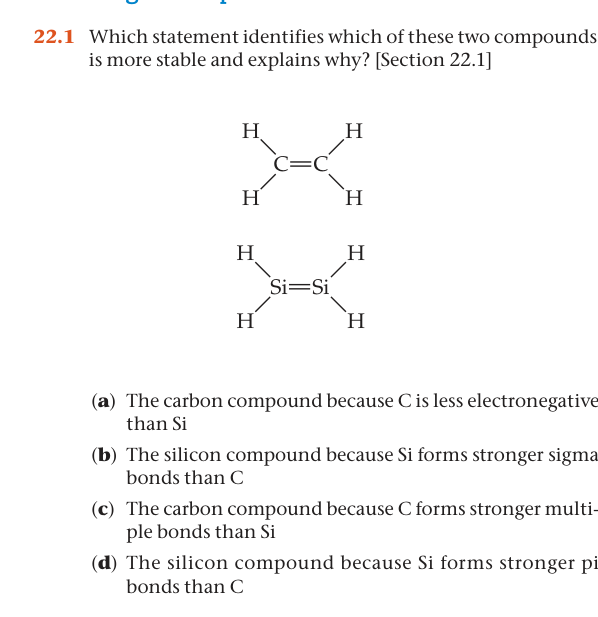 22.1 Which statement identifies which of these two compounds
is more stable and explains why? [Section 22.1]
H H
C=C
H H
H H
Si=Si
H H
(a) The carbon compound because C is less electronegative
than Si
(b) The silicon compound because Si forms stronger sigma
bonds than C
(c) The carbon compound because C forms stronger multi-
ple bonds than Si
(d) The silicon compound because Si forms stronger pi
bonds than C